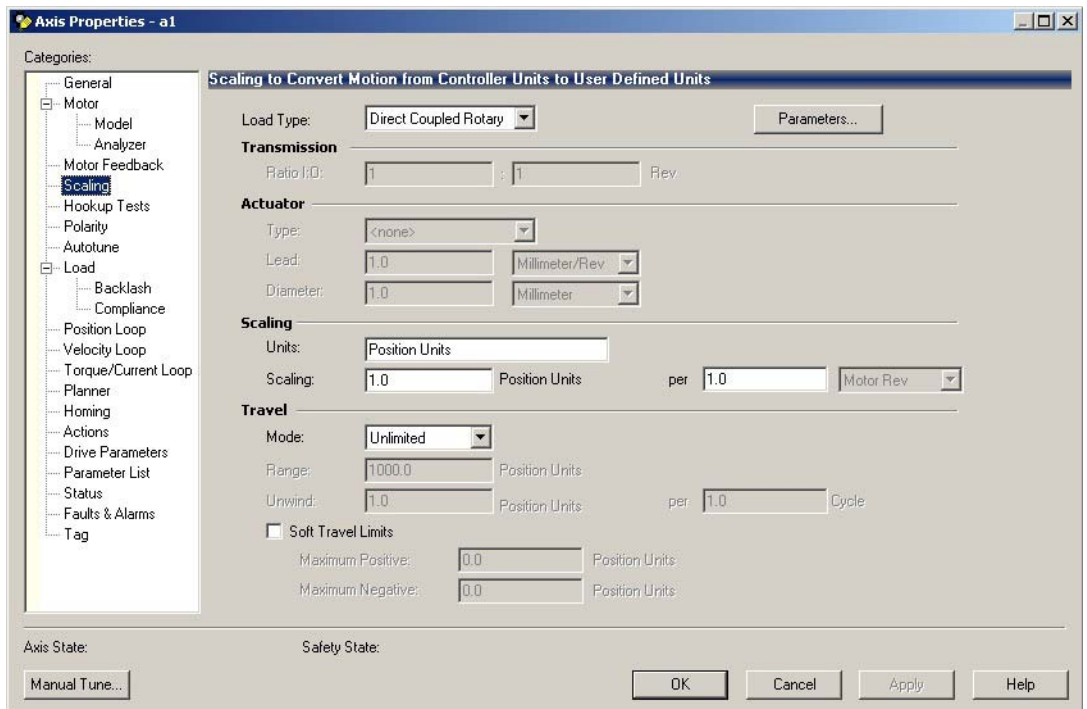 Axis Properties - a1
Categories:
General
Motor
Model
Analyzer
Motor Feedback
Scaling
Hookup Tests
Polarity
Autotune
Load
Backlash
Compliance
Position Loop
Velocity Loop
Torque/Current Loop
Planner
Homing
Actions
Drive Parameters
Parameter List
Status
Faults & Alarms
Tag
Scaling to Convert Motion from Controller Units to User Defined Units
Load Type: Direct Coupled Rotary Parameters...
Transmission
Ratio I:O: 1 : 1 Rev
Actuator
Type: <none>
Lead: 1.0 Millimeter/Rev
Diameter: 1.0 Millimeter
Scaling
Units: Position Units
Scaling: 1.0 Position Units per 1.0 Motor Rev
Travel
Mode: Unlimited
Range: 1000.0 Position Units
Unwind: 1.0 Position Units per 1.0 Cycle
Soft Travel Limits
Maximum Positive: 0.0 Position Units
Maximum Negative: 0.0 Position Units
Axis State: Safety State:
Manual Tune... OK Cancel Apply Help